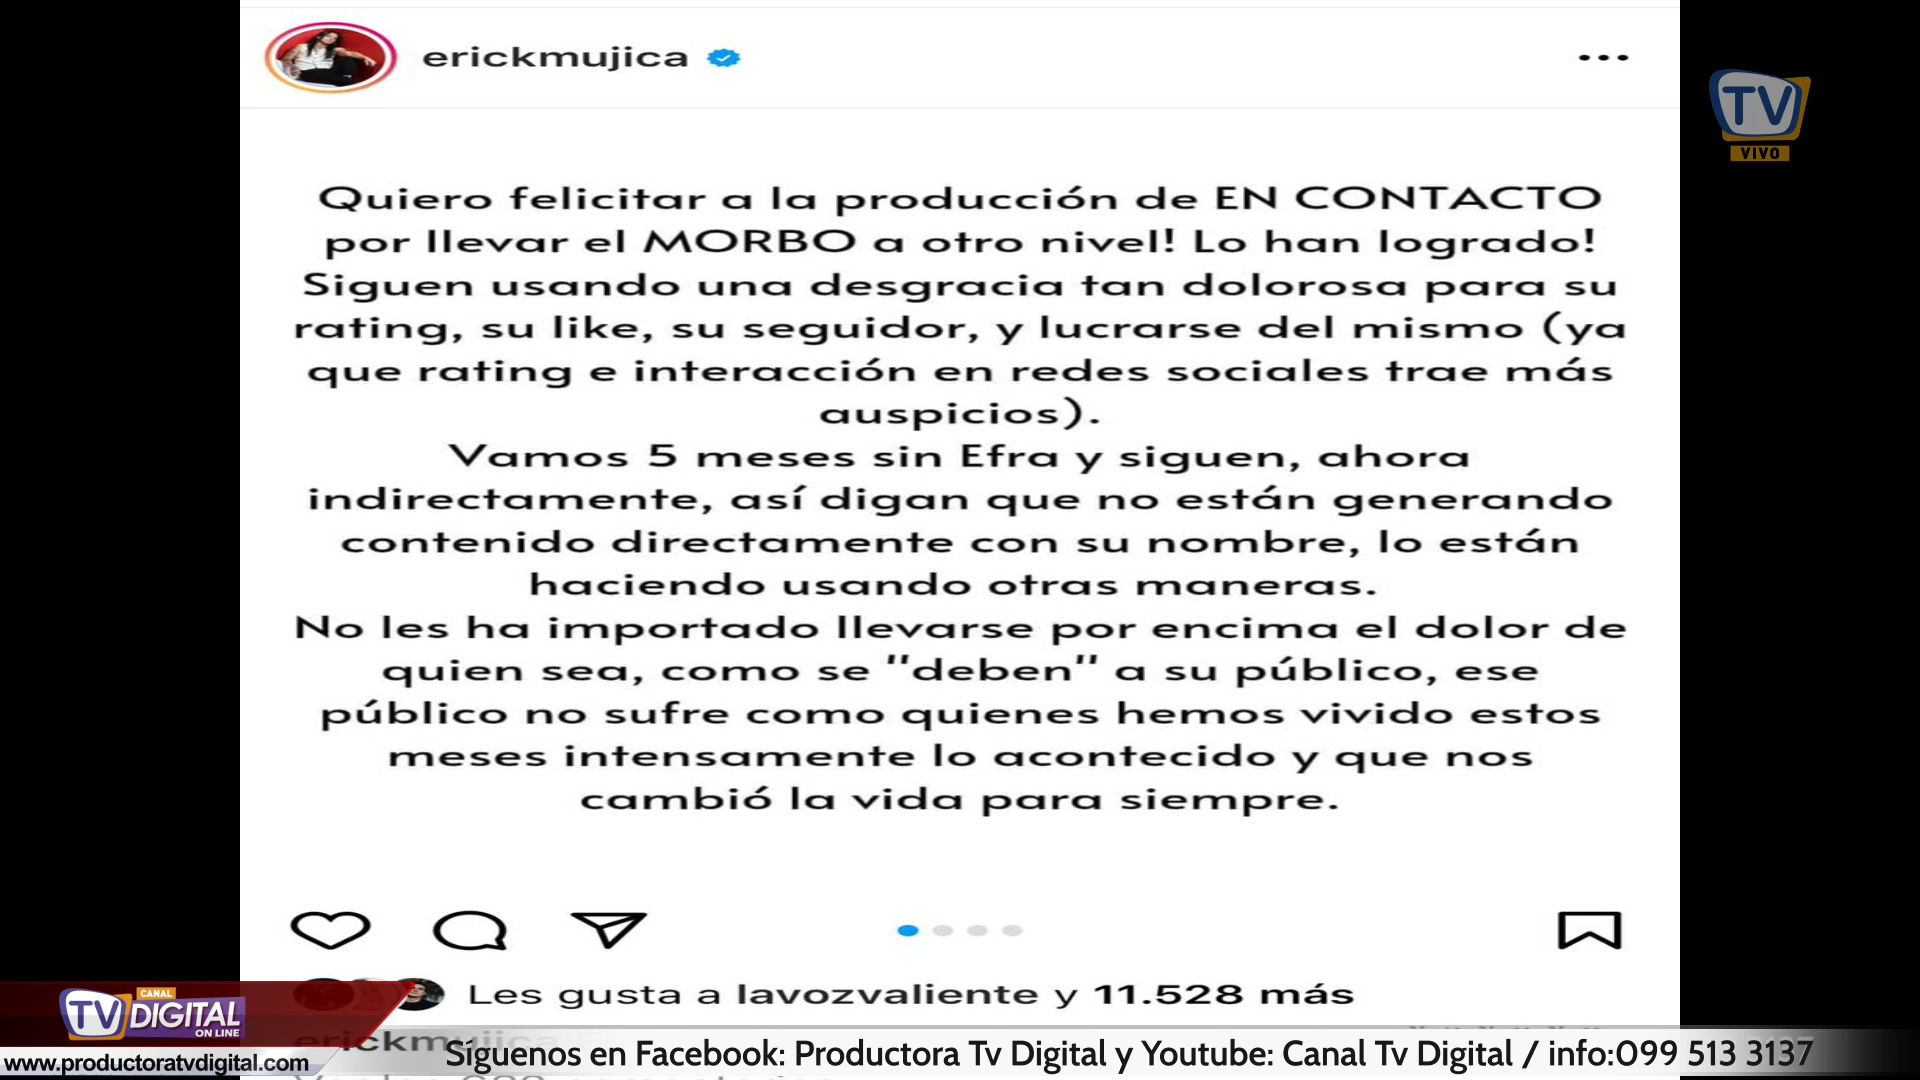 erickmujica
TV
VIVO
Quiero felicitar a la producción de EN CONTACTO
por llevar el MORBO a otro nivel! Lo han logrado!
Siguen usando una desgracia tan dolorosa para su
rating, su like, su seguidor, y lucrarse del mismo (ya
que rating e interacción en redes sociales trae más
auspicios).
Vamos 5 meses sin Efra y siguen, ahora
indirectamente, así digan que no están generando
contenido directamente con su nombre, lo están
haciendo usando otras maneras.
No les ha importado llevarse por encima el dolor de
quien sea, como se "deben" a su público, ese
público no sufre como quienes hemos vivido estos
meses intensamente lo acontecido y que nos
cambió la vida para siempre.
Les gusta a lavozvaliente y 11.528 más
erickmujica
CANAL
TV DIGITAL
ON LINE
www.productoratvdigital.com
Síguenos en Facebook: Productora Tv Digital y Youtube: Canal Tv Digital / info:099 513 3137